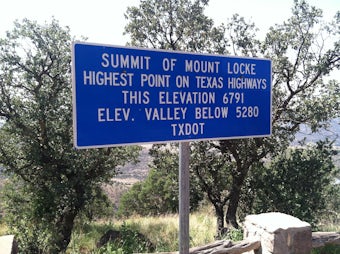 SUMMIT OF MOUNT LOCKE
HIGHEST POINT ON TEXAS HIGHWAYS
THIS ELEVATION 6791
ELEV. VALLEY BELOW 5280
TXDOT